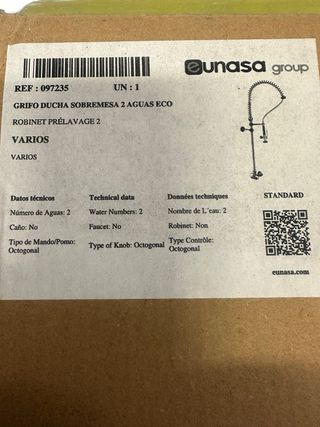 eunasa group
REF : 097235 UN : 1
GRIFO DUCHA SOBREMESA 2 AGUAS ECO
ROBINET PRÉLAVAGE 2
VARIOS
VARIOS
Datos técnicos Technical data Données techniques STANDARD
Número de Aguas: 2 Water Numbers: 2 Nombre de L´eau: 2
Caño: No Faucet: No Robinet: Non
Tipo de Mando/Pomo: Octogonal Type of Knob: Octogonal Type Contrôle: Octogonal
eunasa.com